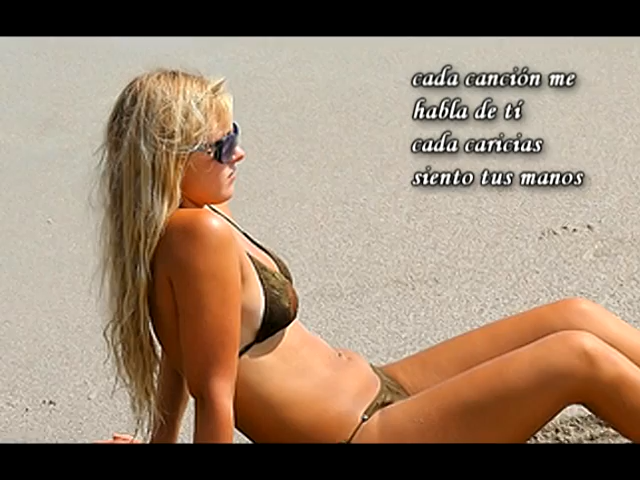 cada canción me
habla de tí
cada caricias
siento tus manos